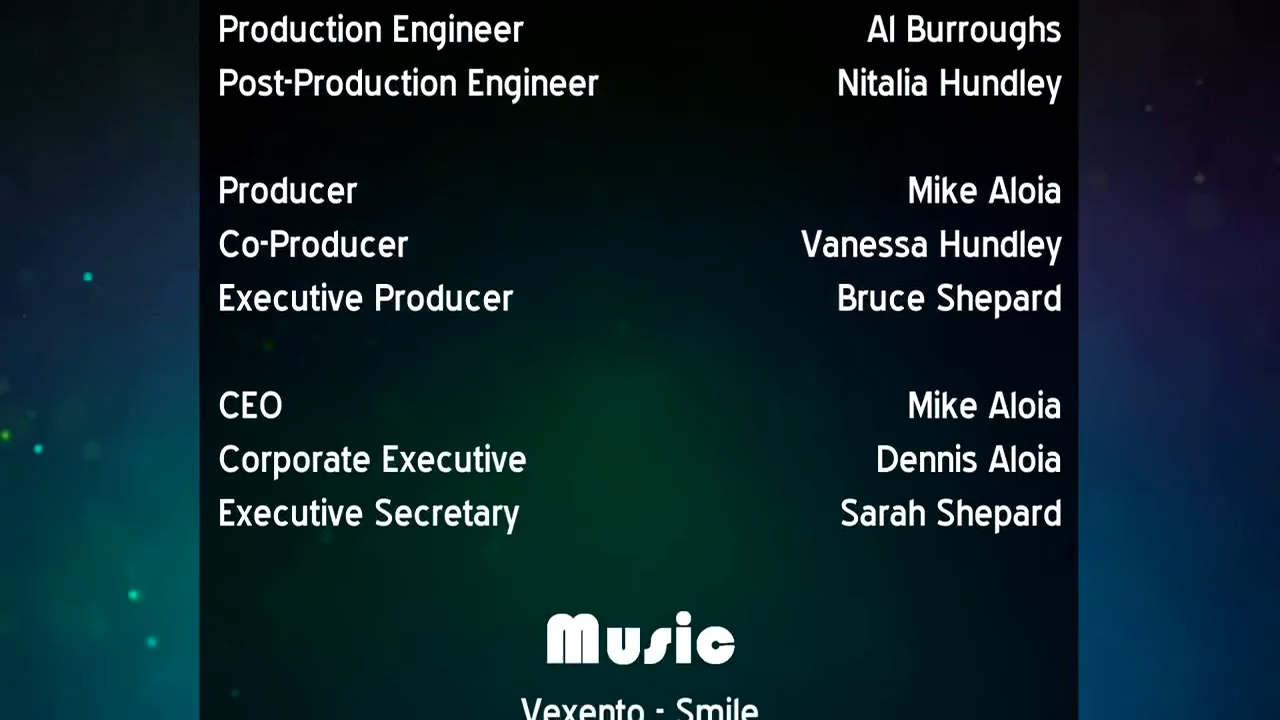 Production Engineer Al Burroughs
Post-Production Engineer Nitalia Hundley
Producer Mike Aloia
Co-Producer Vanessa Hundley
Executive Producer Bruce Shepard
CEO Mike Aloia
Corporate Executive Dennis Aloia
Executive Secretary Sarah Shepard
Music
Vexento - Smile